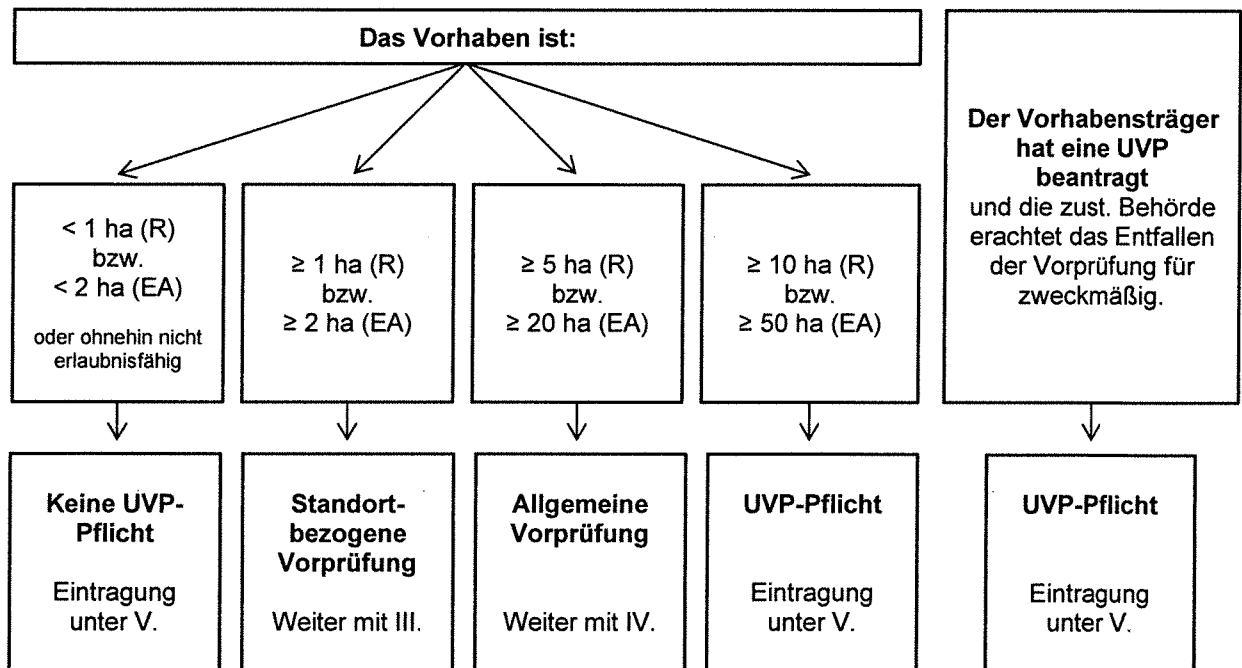 Das Vorhaben ist:
< 1 ha (R)
bzw.
< 2 ha (EA)
oder ohnehin nicht
erlaubnisfähig
≥ 1 ha (R)
bzw.
≥ 2 ha (EA)
≥ 5 ha (R)
bzw.
≥ 20 ha (EA)
≥ 10 ha (R)
bzw.
≥ 50 ha (EA)
Der Vorhabensträger
hat eine UVP
beantragt
und die zust. Behörde
erachtet das Entfallen
der Vorprüfung für
zweckmäßig.
Keine UVP-
Pflicht
Eintragung
unter V.
Standort-
bezogene
Vorprüfung
Weiter mit III.
Allgemeine
Vorprüfung
Weiter mit IV.
UVP-Pflicht
Eintragung
unter V.
UVP-Pflicht
Eintragung
unter V.